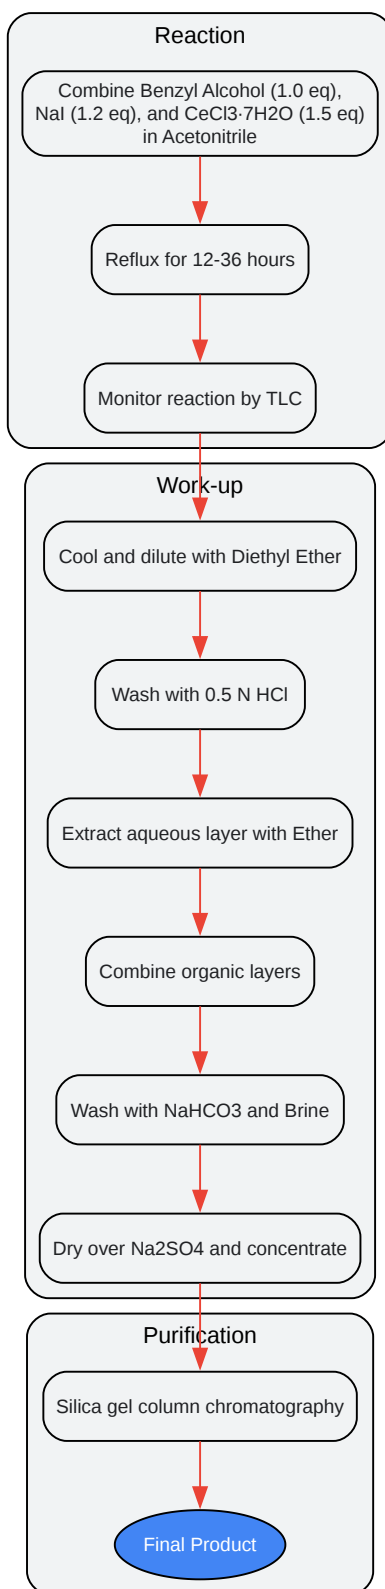 Reaction
Combine Benzyl Alcohol (1.0 eq),
NaI (1.2 eq), and CeCl3·7H2O (1.5 eq)
in Acetonitrile
Reflux for 12-36 hours
Monitor reaction by TLC
Work-up
Cool and dilute with Diethyl Ether
Wash with 0.5 N HCl
Extract aqueous layer with Ether
Combine organic layers
Wash with NaHCO3 and Brine
Dry over Na2SO4 and concentrate
Purification
Silica gel column chromatography
Final Product